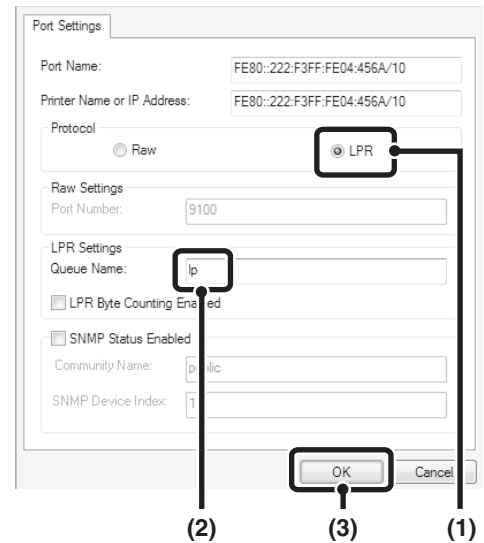 Port Settings
Port Name: FE80::222:F3FF:FE04:456A/10
Printer Name or IP Address: FE80::222:F3FF:FE04:456A/10
Protocol
Raw LPR
Raw Settings
Port Number: 9100
LPR Settings
Queue Name: lp
LPR Byte Counting Enabled
SNMP Status Enabled
Community Name: public
SNMP Device Index: 1
OK Cancel
(2) (3) (1)